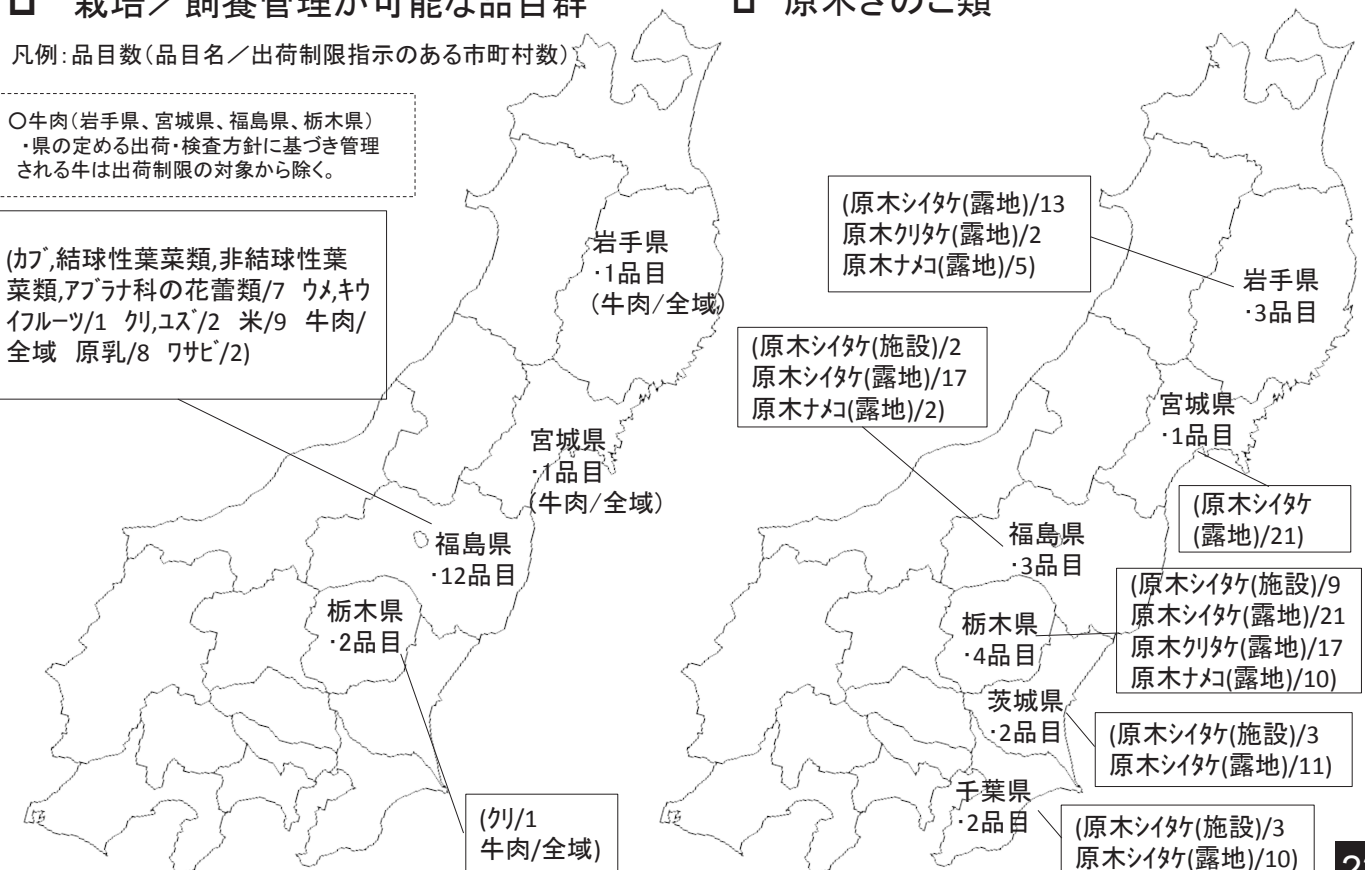 栽培／飼養管理が可能な品目群
凡例：品目数（品目名／出荷制限指示のある市町村数）
○牛肉（岩手県、宮城県、福島県、栃木県）
・県の定める出荷・検査方針に基づき管理
される牛は出荷制限の対象から除く。
(ｶﾌﾞ,結球性葉菜類,非結球性葉
菜類,ｱﾌﾞﾗﾅ科の花蕾類/7 ｳﾒ,ｷｳ
ｲﾌﾙｰﾂ/1 ｸﾘ,ﾕｽﾞ/2 米/9 牛肉/
全域 原乳/8 ﾜｻﾋﾞ/2)
岩手県
・1品目
(牛肉/全域)
宮城県
・1品目
(牛肉/全域)
福島県
・12品目
栃木県
・2品目
(ｸﾘ/1
牛肉/全域)
原木きのこ類
(原木ｼｲﾀｹ(露地)/13
原木ｸﾘﾀｹ(露地)/2
原木ﾅﾒｺ(露地)/5)
岩手県
・3品目
(原木ｼｲﾀｹ(施設)/2
原木ｼｲﾀｹ(露地)/17
原木ﾅﾒｺ(露地)/2)
宮城県
・1品目
(原木ｼｲﾀｹ
(露地)/21)
福島県
・3品目
(原木ｼｲﾀｹ(施設)/9
原木ｼｲﾀｹ(露地)/21
原木ｸﾘﾀｹ(露地)/17
原木ﾅﾒｺ(露地)/10)
栃木県
・4品目
茨城県
・2品目
(原木ｼｲﾀｹ(施設)/3
原木ｼｲﾀｹ(露地)/11)
千葉県
・2品目
(原木ｼｲﾀｹ(施設)/3
原木ｼｲﾀｹ(露地)/10)